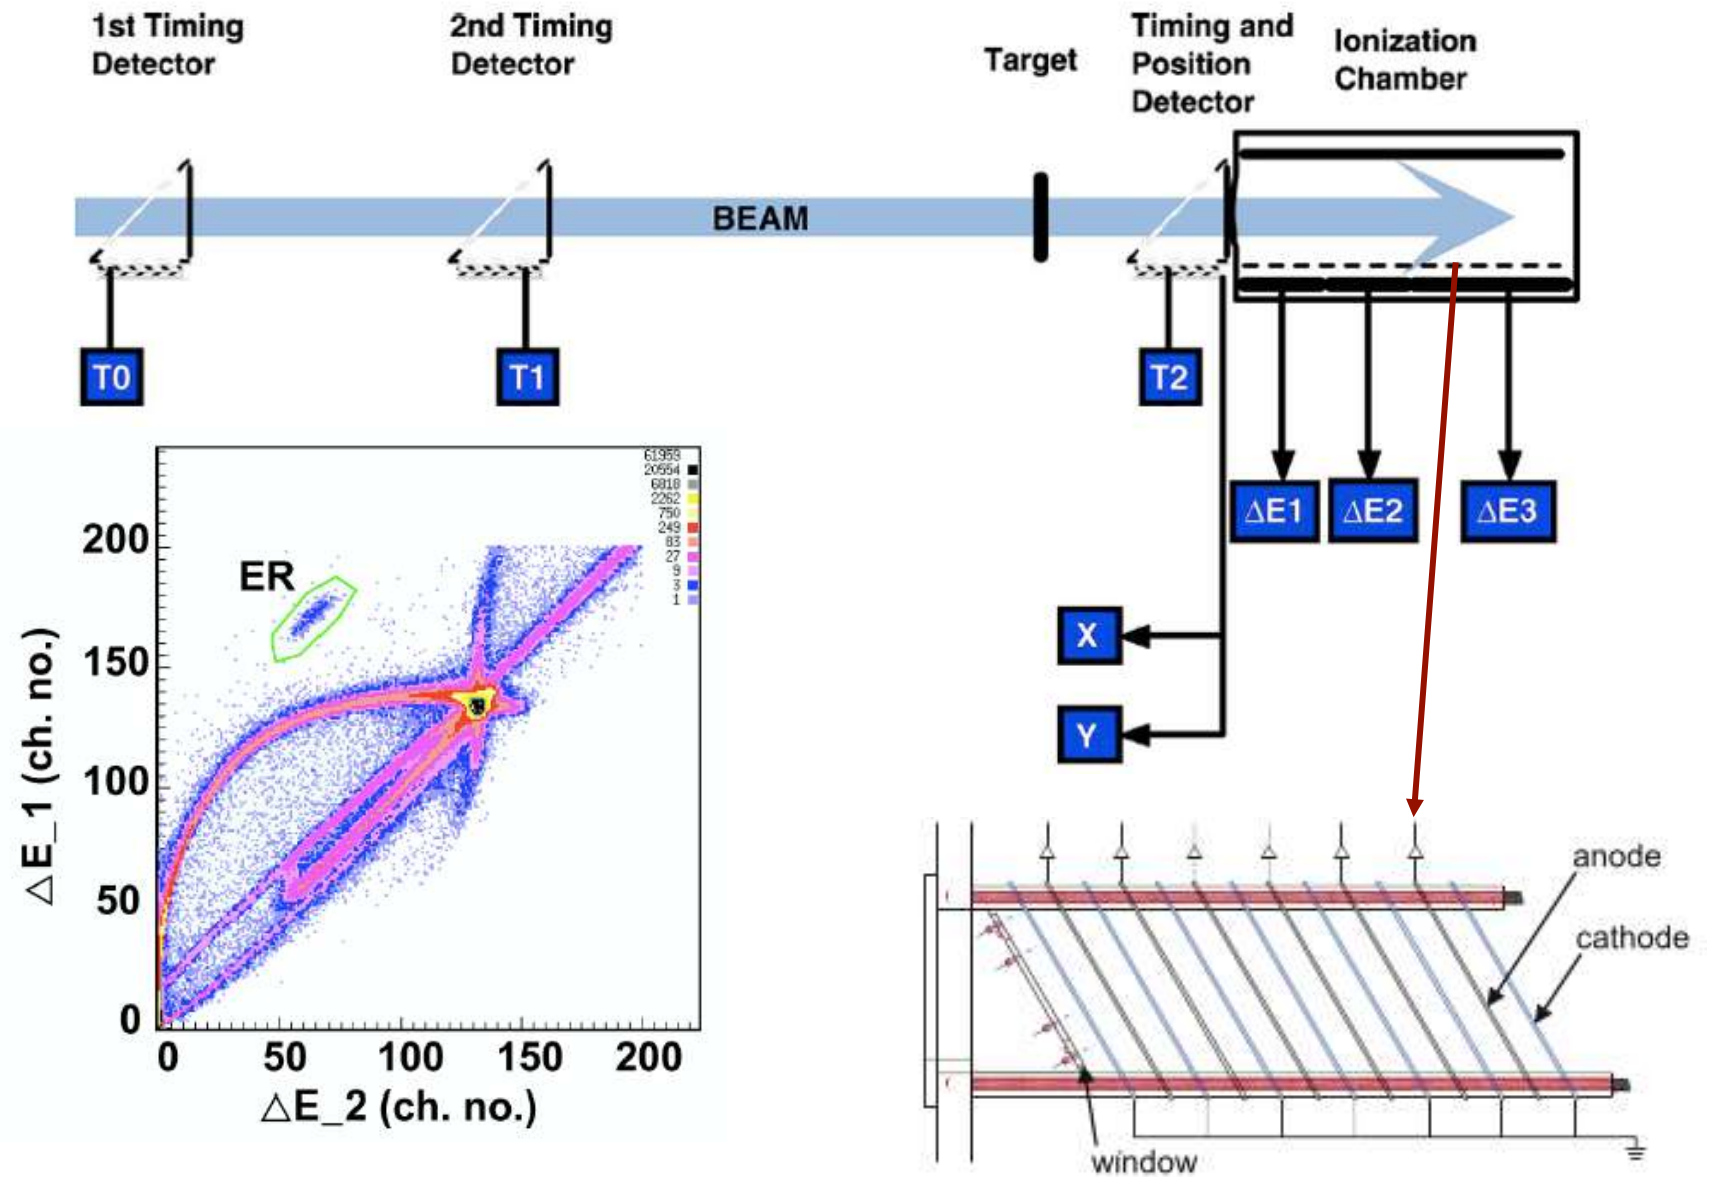 1st Timing
Detector
2nd Timing
Detector
Target
Timing and
Position
Detector
Ionization
Chamber
BEAM
T0
T1
T2
ΔE1
ΔE2
ΔE3
X
Y
61959
20554
6818
2262
750
249
83
27
9
3
1
ER
200
150
100
50
0
△E_1 (ch. no.)
0
50
100
150
200
△E_2 (ch. no.)
anode
cathode
window